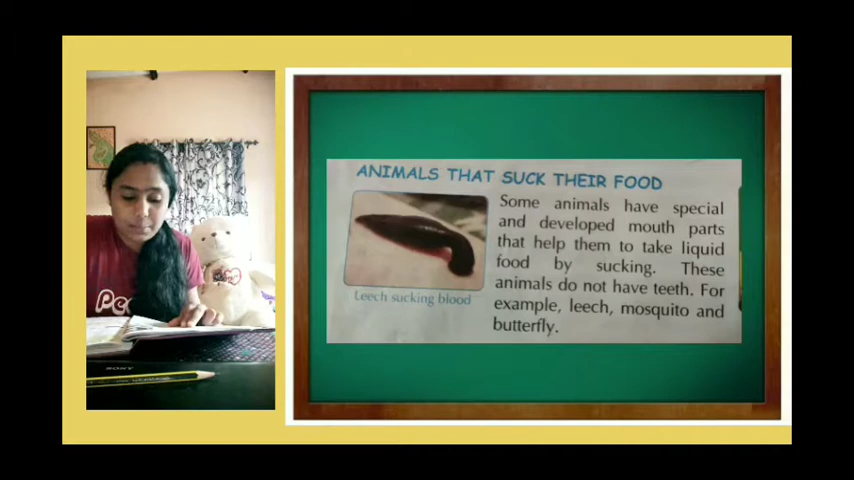 ANIMALS THAT SUCK THEIR FOOD
Some animals have special
and developed mouth parts
that help them to take liquid
food by sucking. These
animals do not have teeth. For
example, leech, mosquito and
butterfly.
Leech sucking blood
SONY